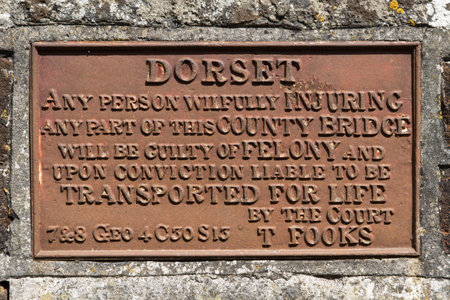 DORSET
ANY PERSON WILFULLY INJURING
ANY PART OF THIS COUNTY BRIDGE
WILL BE GUILTY OF FELONY AND
UPON CONVICTION LIABLE TO BE
TRANSPORTED FOR LIFE
BY THE COURT
7&8 GEO 4 C30 S13 T FOOKS